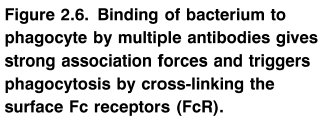 Figure 2.6. Binding of bacterium to
phagocyte by multiple antibodies gives
strong association forces and triggers
phagocytosis by cross-linking the
surface Fc receptors (FcR).